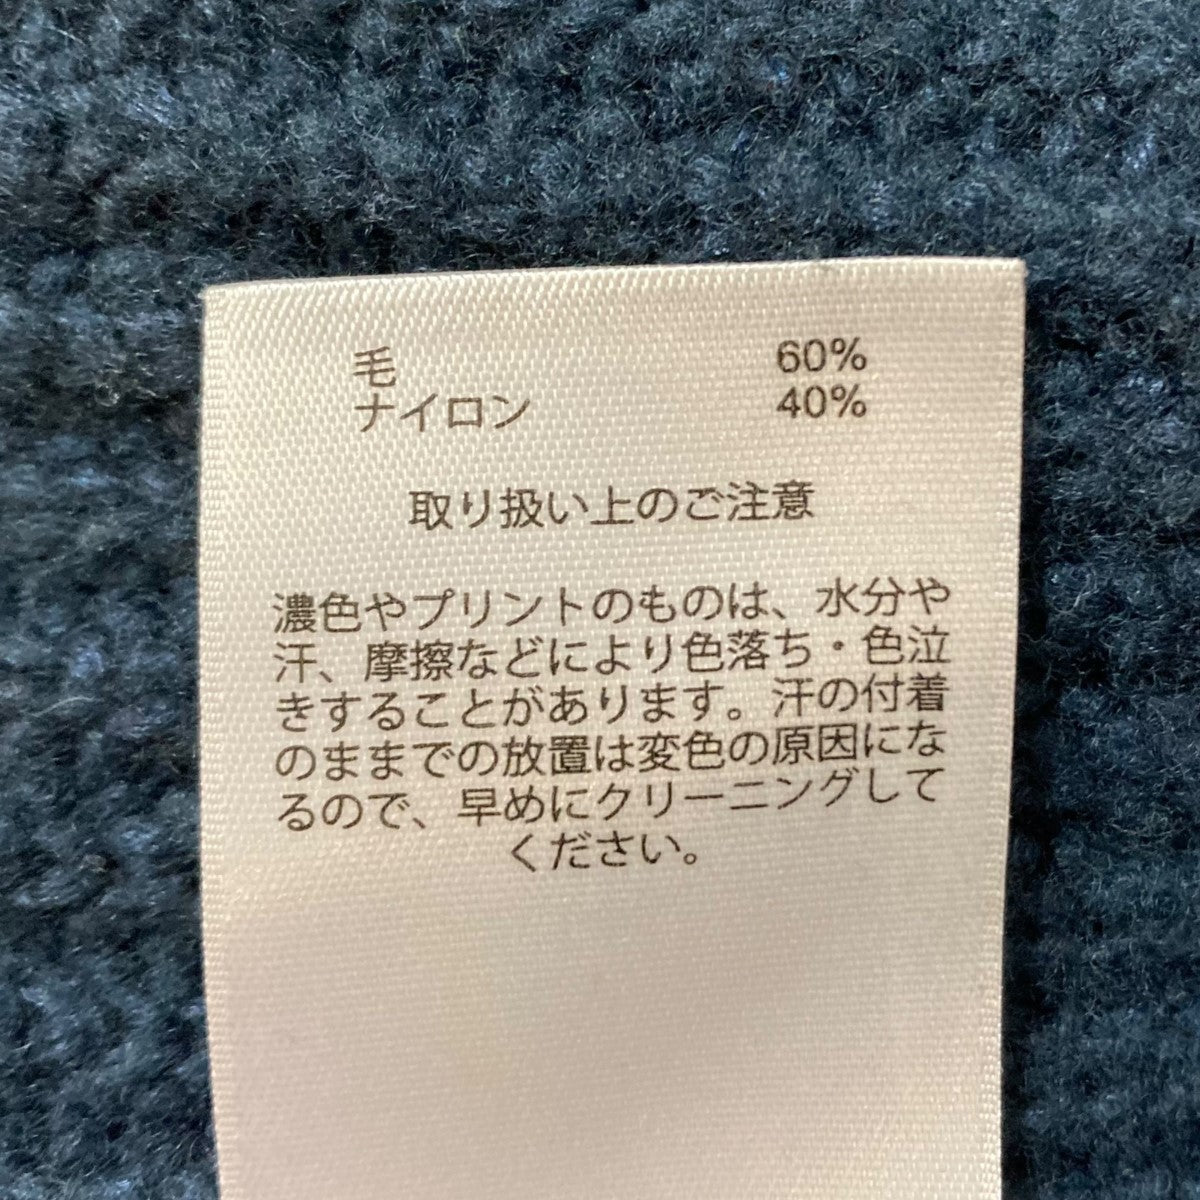 毛 60%
ナイロン 40%
取り扱い上のご注意
濃色やプリントのものは、水分や
汗、摩擦などにより色落ち・色泣
きすることがあります。汗の付着
のままでの放置は変色の原因にな
るので、早めにクリーニングして
ください。